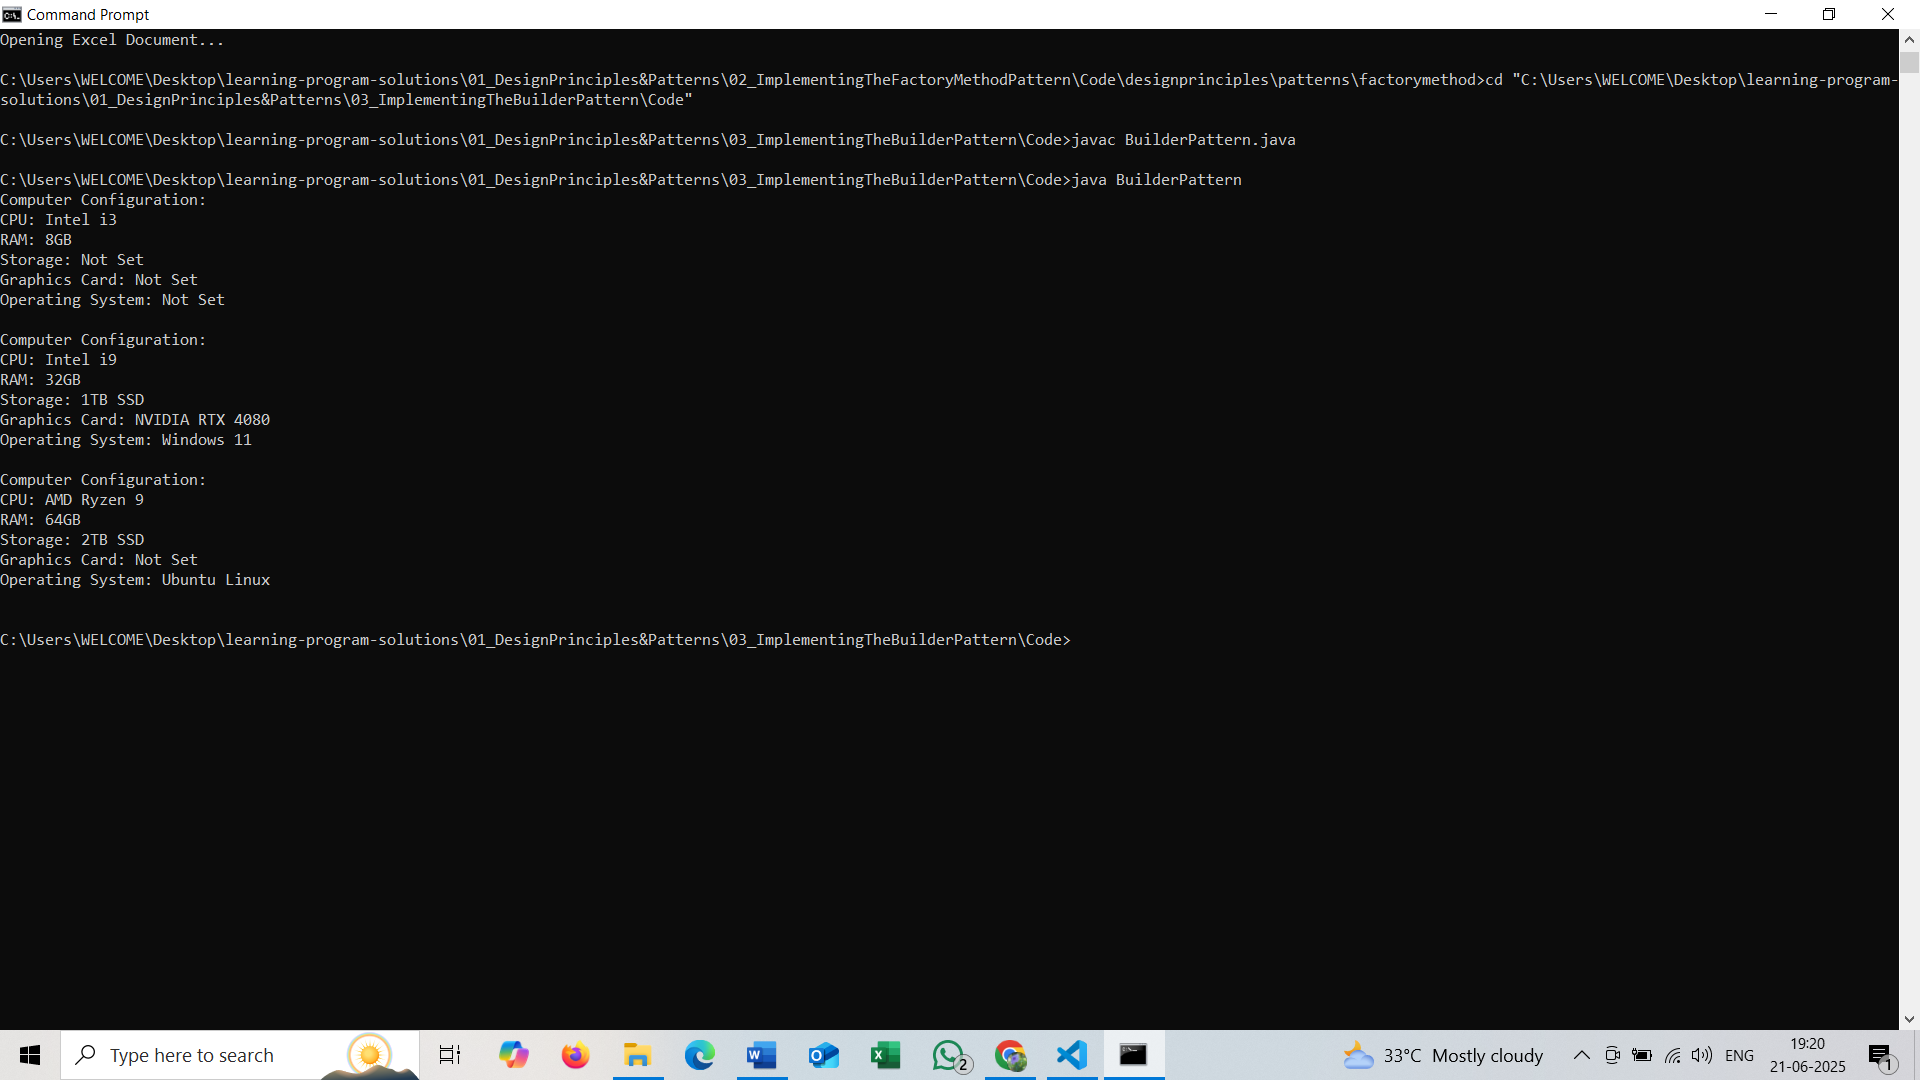 Command Prompt
Opening Excel Document...
C:\Users\WELCOME\Desktop\learning-program-solutions\01_DesignPrinciples&Patterns\02_ImplementingTheFactoryMethodPattern\Code\designprinciples\patterns\factorymethod>cd "C:\Users\WELCOME\Desktop\learning-program-
solutions\01_DesignPrinciples&Patterns\03_ImplementingTheBuilderPattern\Code"
C:\Users\WELCOME\Desktop\learning-program-solutions\01_DesignPrinciples&Patterns\03_ImplementingTheBuilderPattern\Code>javac BuilderPattern.java
C:\Users\WELCOME\Desktop\learning-program-solutions\01_DesignPrinciples&Patterns\03_ImplementingTheBuilderPattern\Code>java BuilderPattern
Computer Configuration:
CPU: Intel i3
RAM: 8GB
Storage: Not Set
Graphics Card: Not Set
Operating System: Not Set
Computer Configuration:
CPU: Intel i9
RAM: 32GB
Storage: 1TB SSD
Graphics Card: NVIDIA RTX 4080
Operating System: Windows 11
Computer Configuration:
CPU: AMD Ryzen 9
RAM: 64GB
Storage: 2TB SSD
Graphics Card: Not Set
Operating System: Ubuntu Linux
C:\Users\WELCOME\Desktop\learning-program-solutions\01_DesignPrinciples&Patterns\03_ImplementingTheBuilderPattern\Code>
Type here to search
2
33°C Mostly cloudy
ENG
19:20
21-06-2025
1